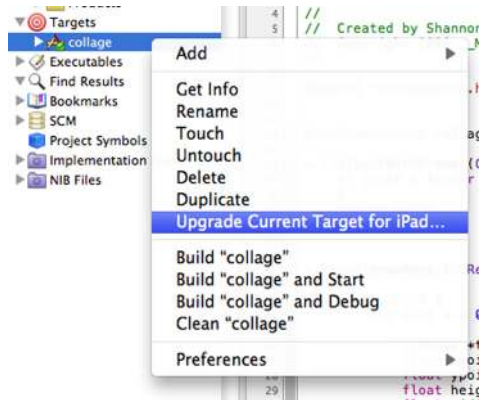 Products
Targets
collage
Executables
Find Results
Bookmarks
SCM
Project Symbols
Implementation
NIB Files
4
5
//
// Created by Shannon
Add
Get Info
Rename
Touch
Untouch
Delete
Duplicate
Upgrade Current Target for iPad...
Build "collage"
Build "collage" and Start
Build "collage" and Debug
Clean "collage"
Preferences
29
float heig